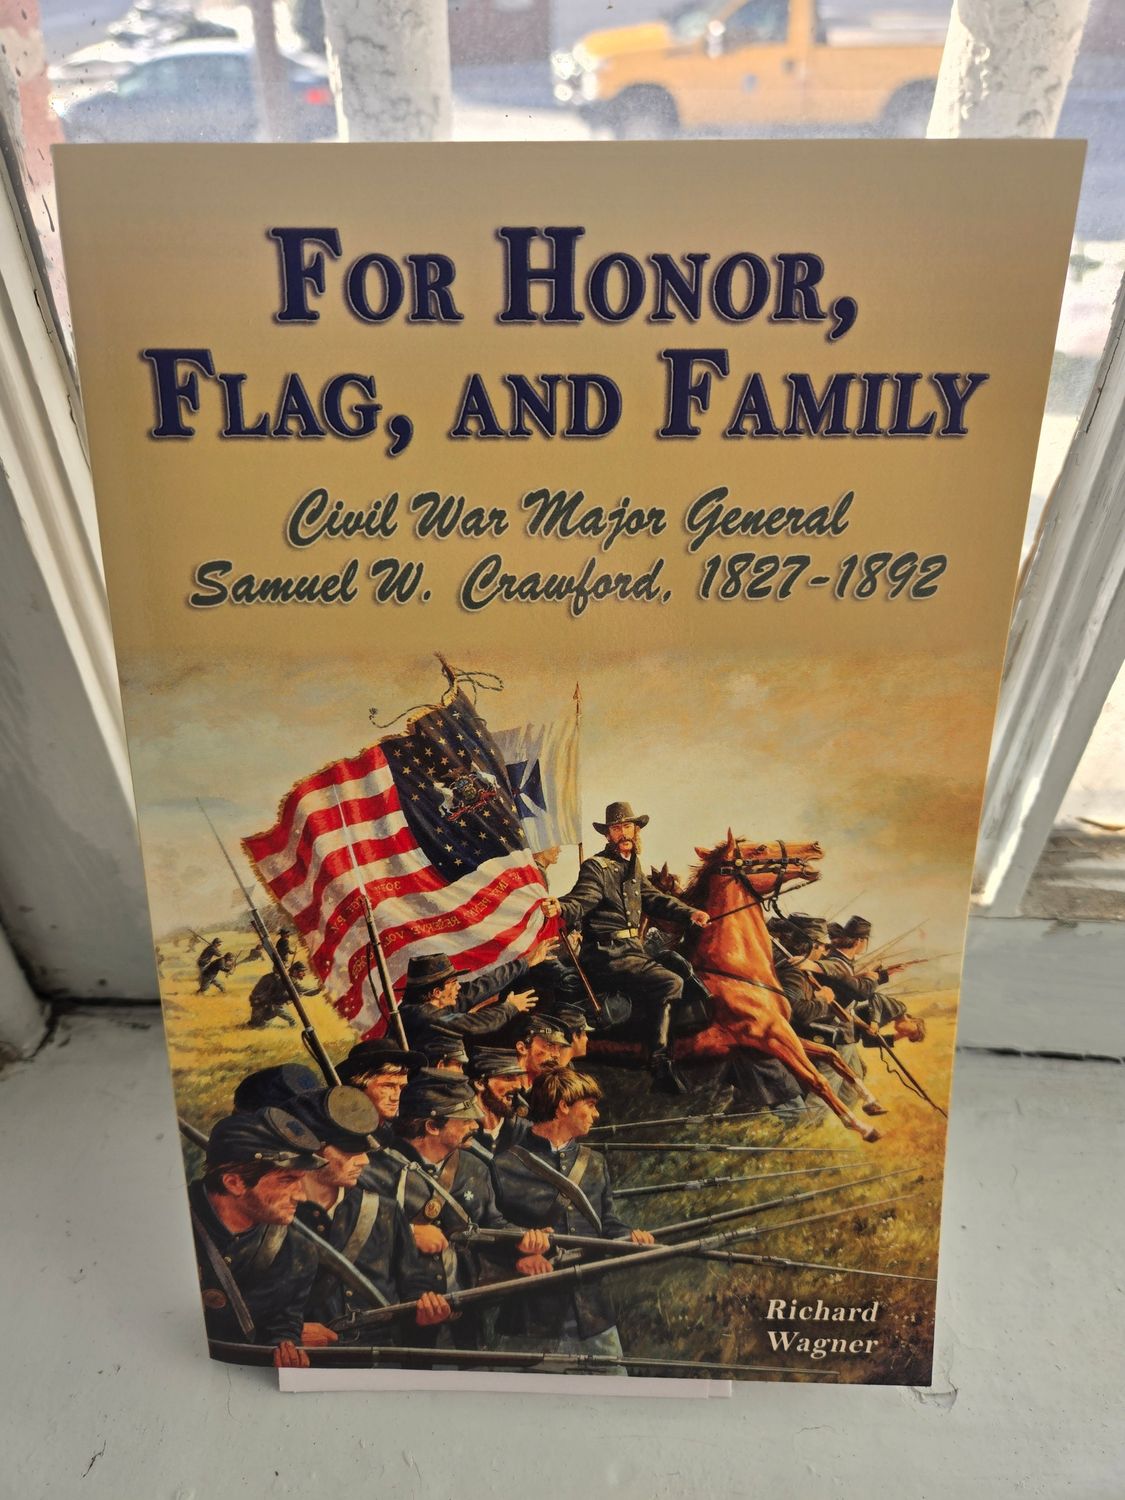 For Honor,
Flag, and Family
Civil War Major General
Samuel W. Crawford, 1827-1892
Richard
Wagner